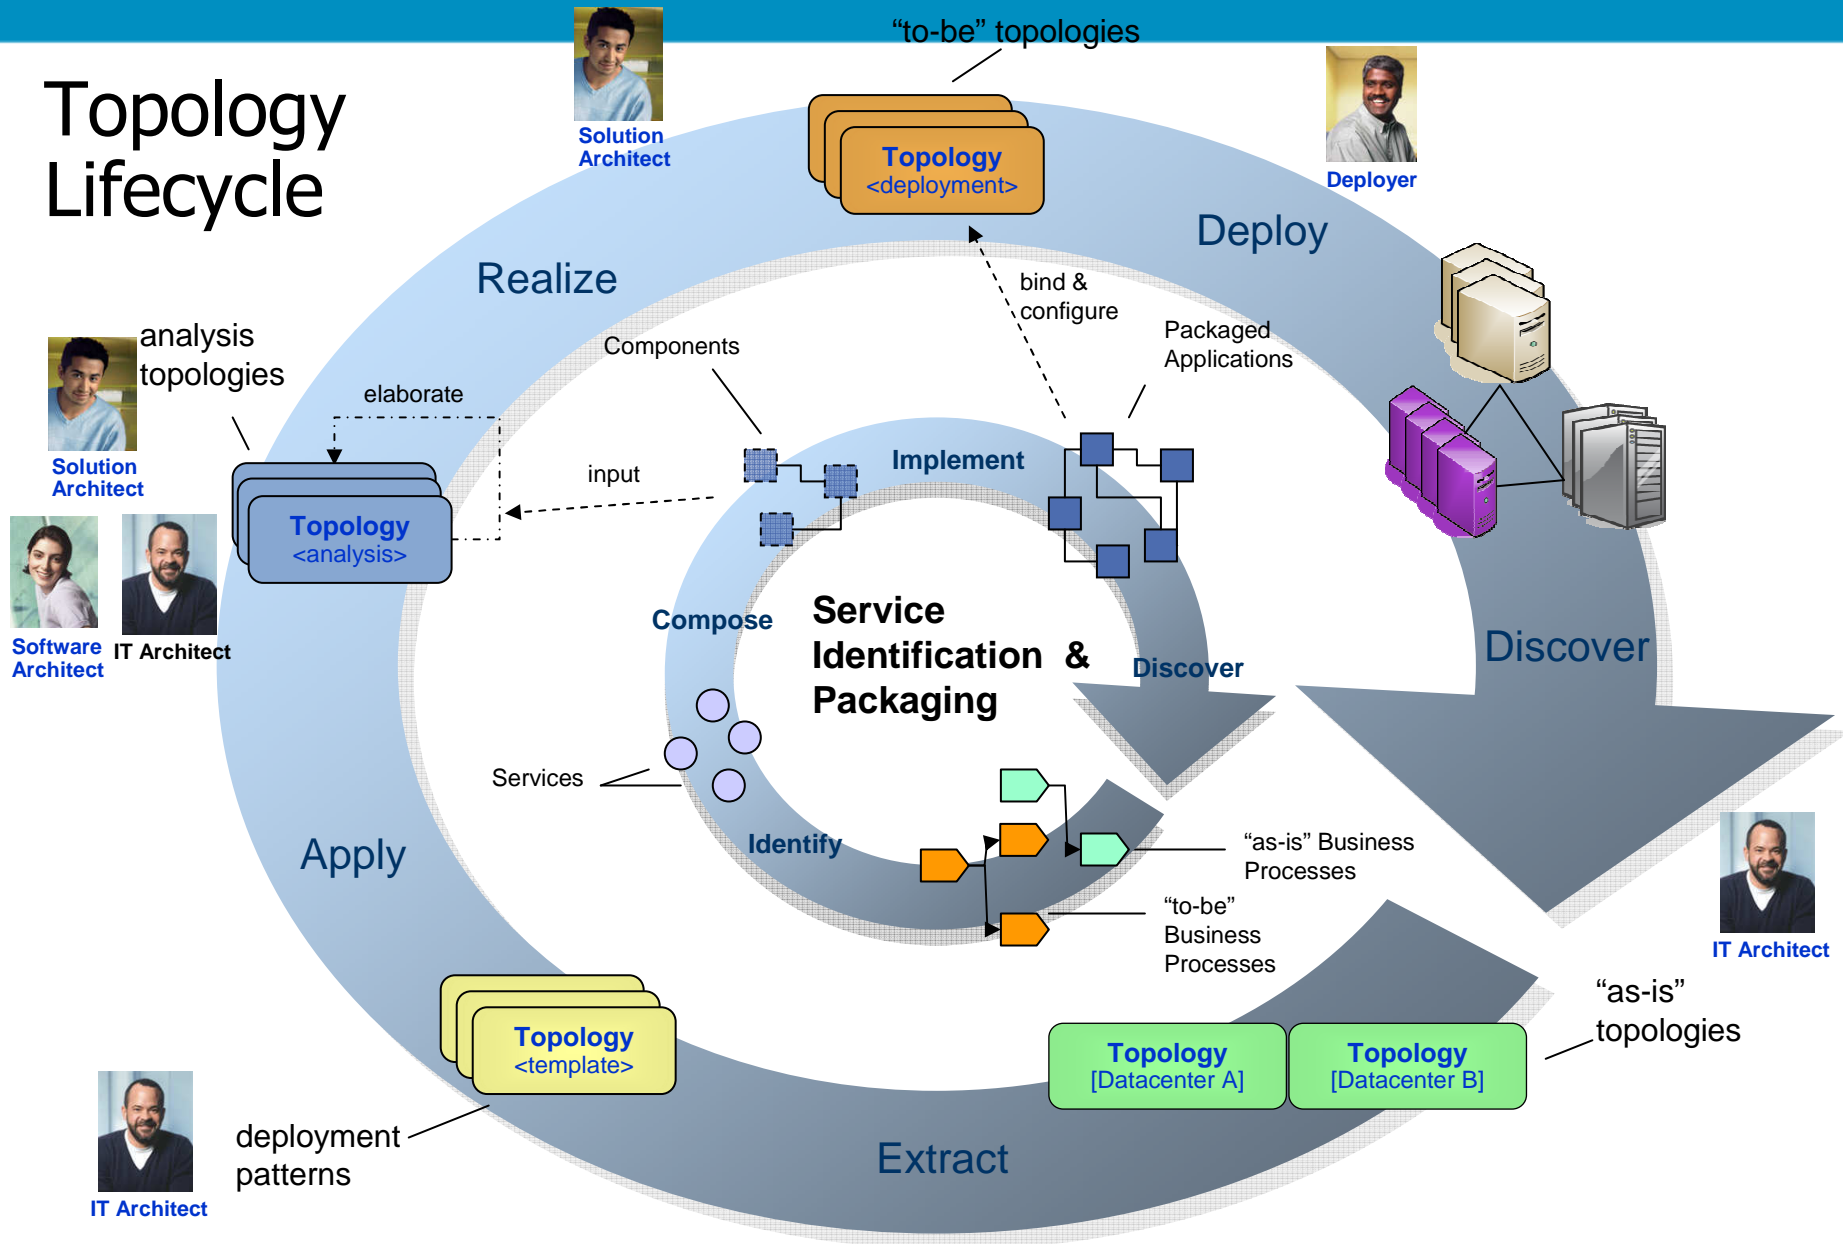 “to-be” topologies
Topology
Lifecycle
Solution
Architect
Topology
<deployment>
Deployer
Deploy
Realize
bind &
configure
analysis
topologies
Components
Packaged
Applications
elaborate
Implement
input
Solution
Architect
Topology
<analysis>
Software
Architect
IT Architect
Compose
Service
Identification &
Packaging
Discover
Discover
Services
Identify
Apply
“as-is” Business
Processes
“to-be”
Business
Processes
IT Architect
“as-is”
topologies
Topology
<template>
Topology
[Datacenter A]
Topology
[Datacenter B]
deployment
patterns
Extract
IT Architect